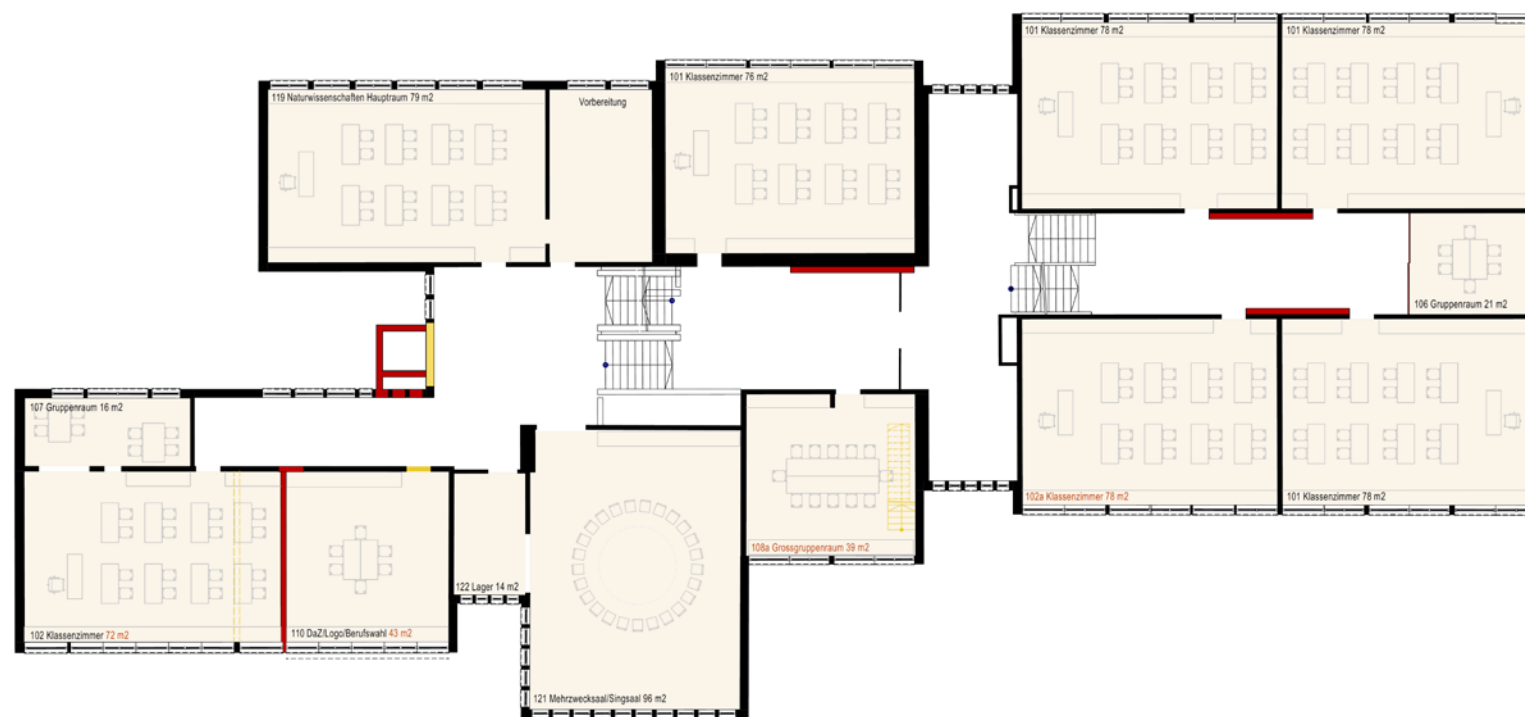 101 Klassenzimmer 78 m2
101 Klassenzimmer 78 m2
101 Klassenzimmer 76 m2
119 Naturwissenschaften Hauptraum 79 m2
Vorbereitung
106 Gruppenraum 21 m2
107 Gruppenraum 16 m2
102a Klassenzimmer 78 m2
101 Klassenzimmer 78 m2
108a Grossgruppenraum 39 m2
122 Lager 14 m2
102 Klassenzimmer 72 m2
110 DaZ/Logo/Berufswahl 43 m2
121 Mehrzwecksaal/Singsaal 96 m2